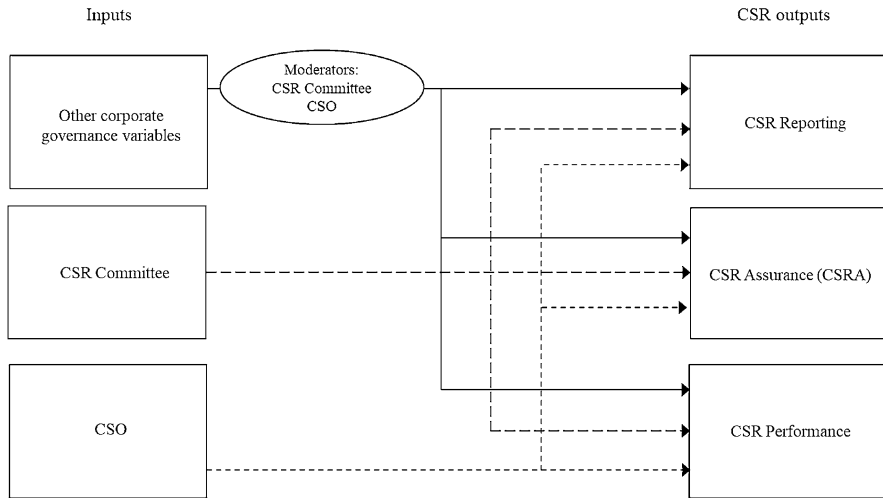 Inputs
CSR outputs
Other corporate
governance variables
Moderators:
CSR Committee
CSO
CSR Reporting
CSR Committee
CSR Assurance (CSRA)
CSO
CSR Performance